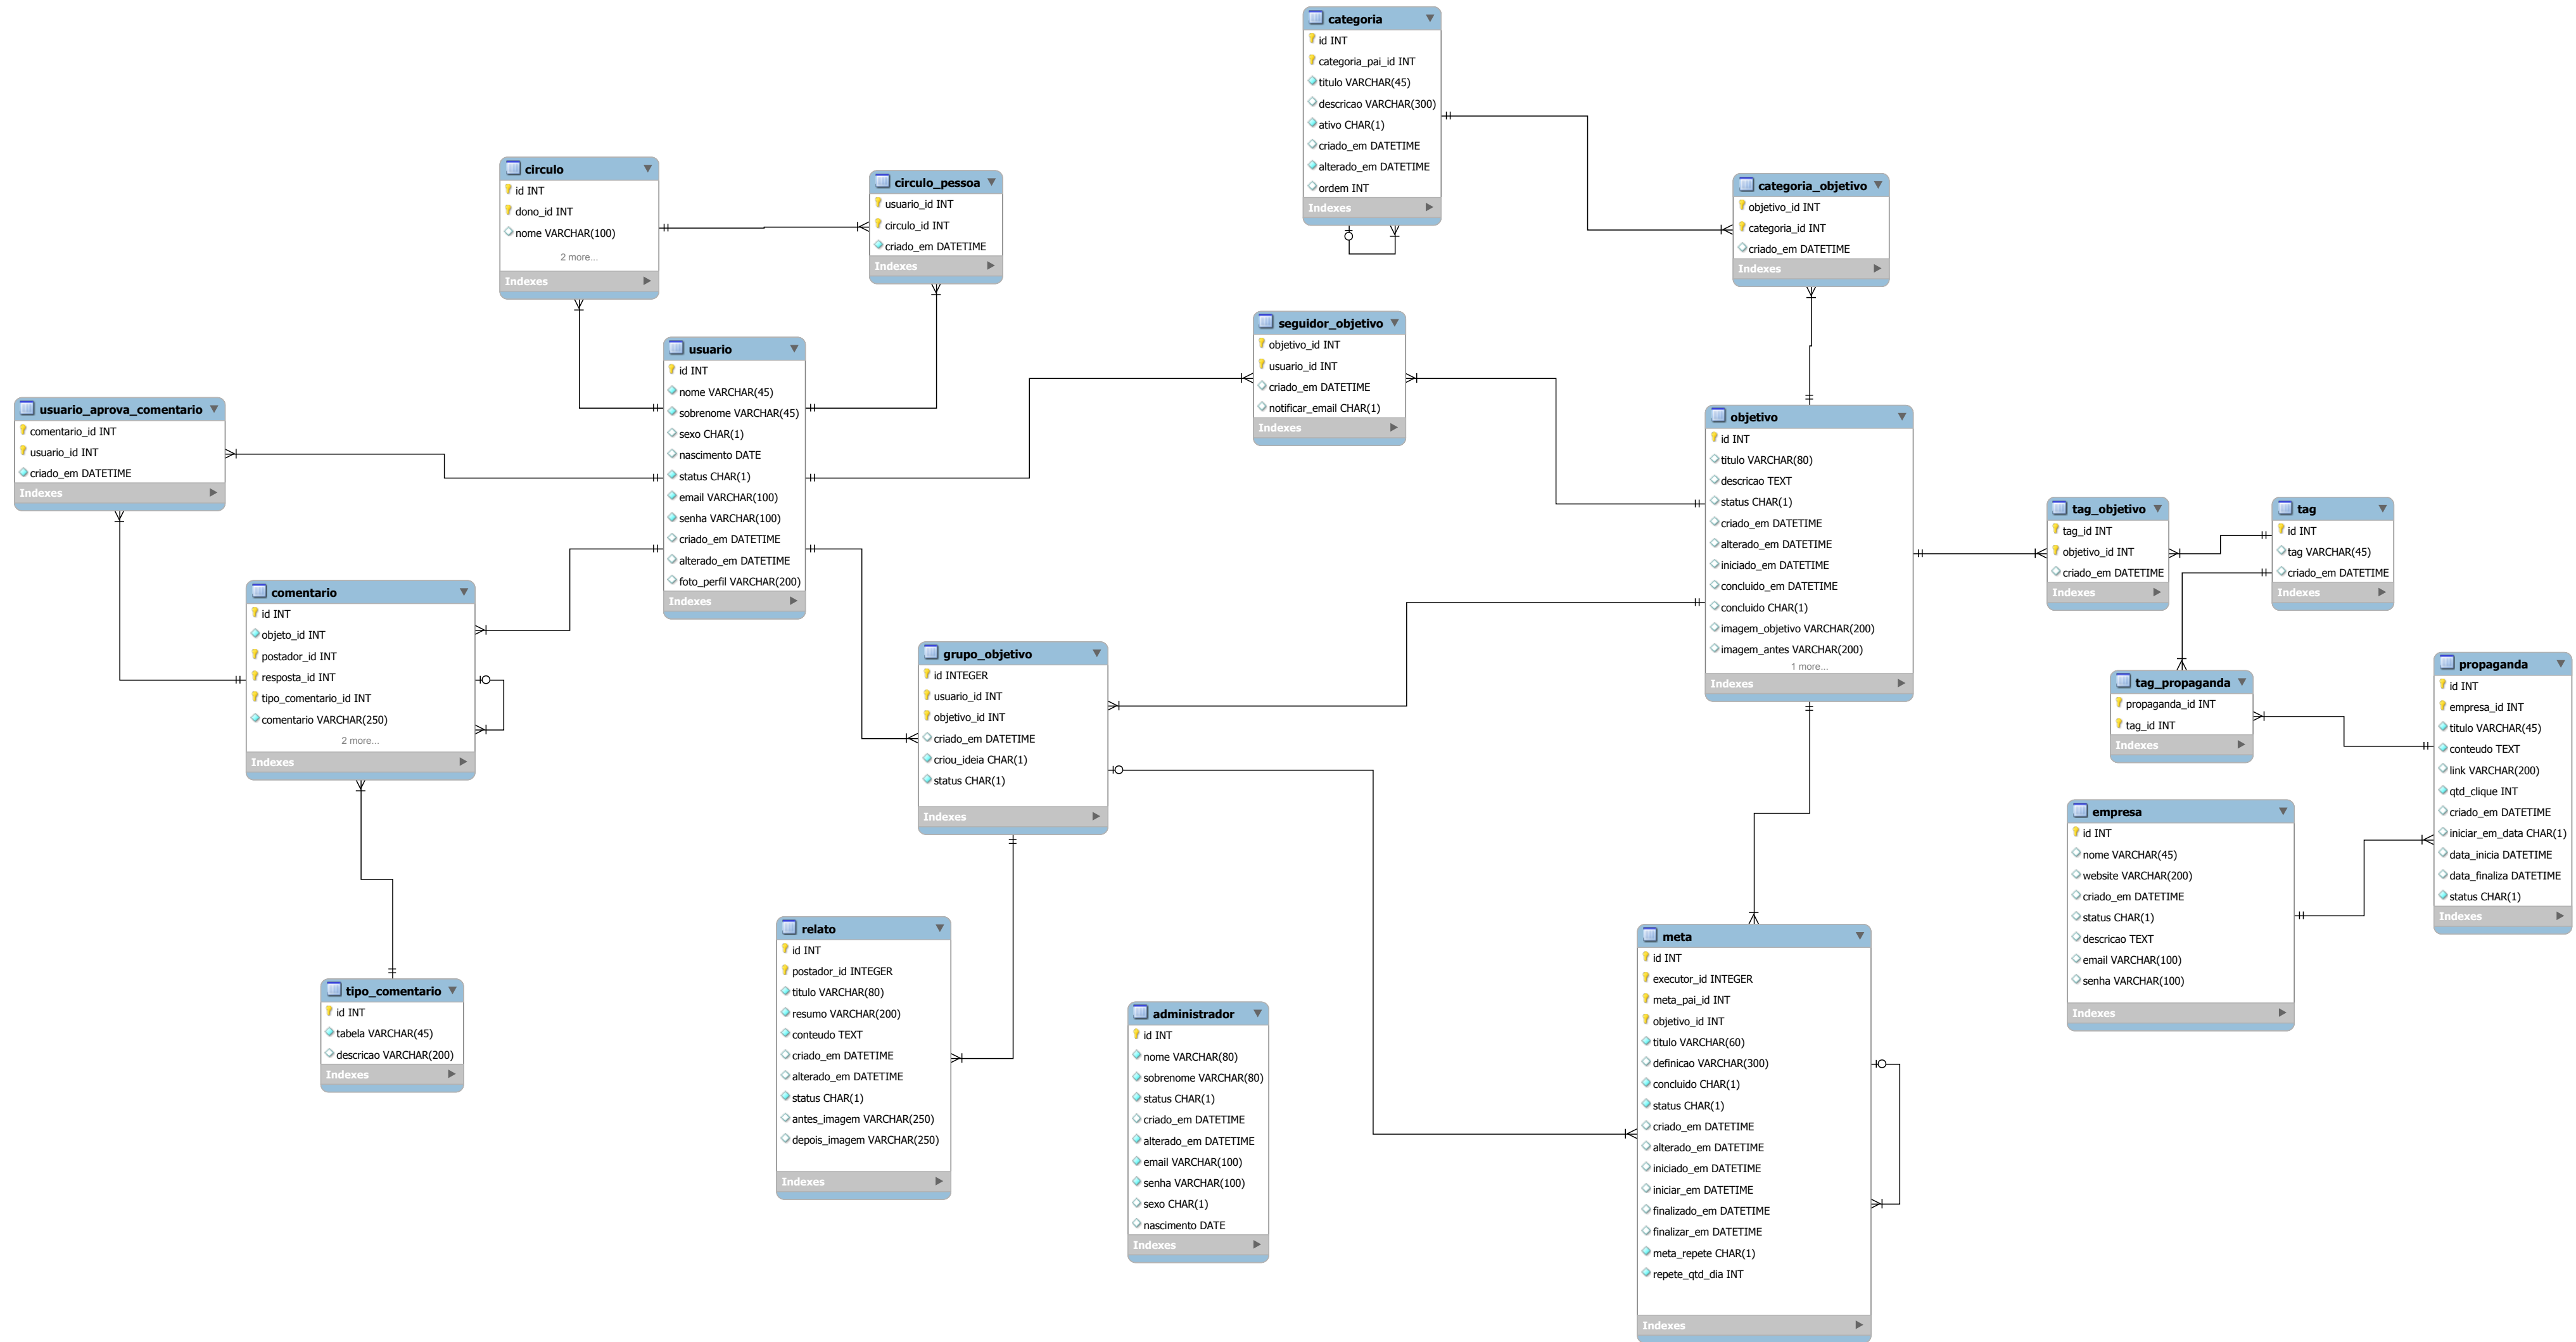 categoria
id INT
categoria_pai_id INT
titulo VARCHAR(45)
descricao VARCHAR(300)
ativo CHAR(1)
criado_em DATETIME
alterado_em DATETIME
ordem INT
Indexes
circulo
id INT
dono_id INT
nome VARCHAR(100)
2 more...
Indexes
circulo_pessoa
usuario_id INT
circulo_id INT
criado_em DATETIME
Indexes
categoria_objetivo
objetivo_id INT
categoria_id INT
criado_em DATETIME
Indexes
seguidor_objetivo
objetivo_id INT
usuario_id INT
criado_em DATETIME
notificar_email CHAR(1)
Indexes
usuario
id INT
nome VARCHAR(45)
sobrenome VARCHAR(45)
sexo CHAR(1)
nascimento DATE
status CHAR(1)
email VARCHAR(100)
senha VARCHAR(100)
criado_em DATETIME
alterado_em DATETIME
foto_perfil VARCHAR(200)
Indexes
usuario_aprova_comentario
comentario_id INT
usuario_id INT
criado_em DATETIME
Indexes
objetivo
id INT
titulo VARCHAR(80)
descricao TEXT
status CHAR(1)
criado_em DATETIME
alterado_em DATETIME
iniciado_em DATETIME
concluido_em DATETIME
concluido CHAR(1)
imagem_objetivo VARCHAR(200)
imagem_antes VARCHAR(200)
1 more...
Indexes
tag_objetivo
tag_id INT
objetivo_id INT
criado_em DATETIME
Indexes
tag
id INT
tag VARCHAR(45)
criado_em DATETIME
Indexes
comentario
id INT
objeto_id INT
postador_id INT
resposta_id INT
tipo_comentario_id INT
comentario VARCHAR(250)
2 more...
Indexes
grupo_objetivo
id INTEGER
usuario_id INT
objetivo_id INT
criado_em DATETIME
criou_ideia CHAR(1)
status CHAR(1)
Indexes
tag_propaganda
propaganda_id INT
tag_id INT
Indexes
propaganda
id INT
empresa_id INT
titulo VARCHAR(45)
conteudo TEXT
link VARCHAR(200)
qtd_clique INT
criado_em DATETIME
iniciar_em_data CHAR(1)
data_inicia DATETIME
data_finaliza DATETIME
status CHAR(1)
Indexes
empresa
id INT
nome VARCHAR(45)
website VARCHAR(200)
criado_em DATETIME
status CHAR(1)
descricao TEXT
email VARCHAR(100)
senha VARCHAR(100)
Indexes
relato
id INT
postador_id INTEGER
titulo VARCHAR(80)
resumo VARCHAR(200)
conteudo TEXT
criado_em DATETIME
alterado_em DATETIME
status CHAR(1)
antes_imagem VARCHAR(250)
depois_imagem VARCHAR(250)
Indexes
meta
id INT
executor_id INTEGER
meta_pai_id INT
objetivo_id INT
titulo VARCHAR(60)
definicao VARCHAR(300)
concluido CHAR(1)
status CHAR(1)
criado_em DATETIME
alterado_em DATETIME
iniciado_em DATETIME
iniciar_em DATETIME
finalizado_em DATETIME
finalizar_em DATETIME
meta_repete CHAR(1)
repete_qtd_dia INT
Indexes
tipo_comentario
id INT
tabela VARCHAR(45)
descricao VARCHAR(200)
Indexes
administrador
id INT
nome VARCHAR(80)
sobrenome VARCHAR(80)
status CHAR(1)
criado_em DATETIME
alterado_em DATETIME
email VARCHAR(100)
senha VARCHAR(100)
sexo CHAR(1)
nascimento DATE
Indexes